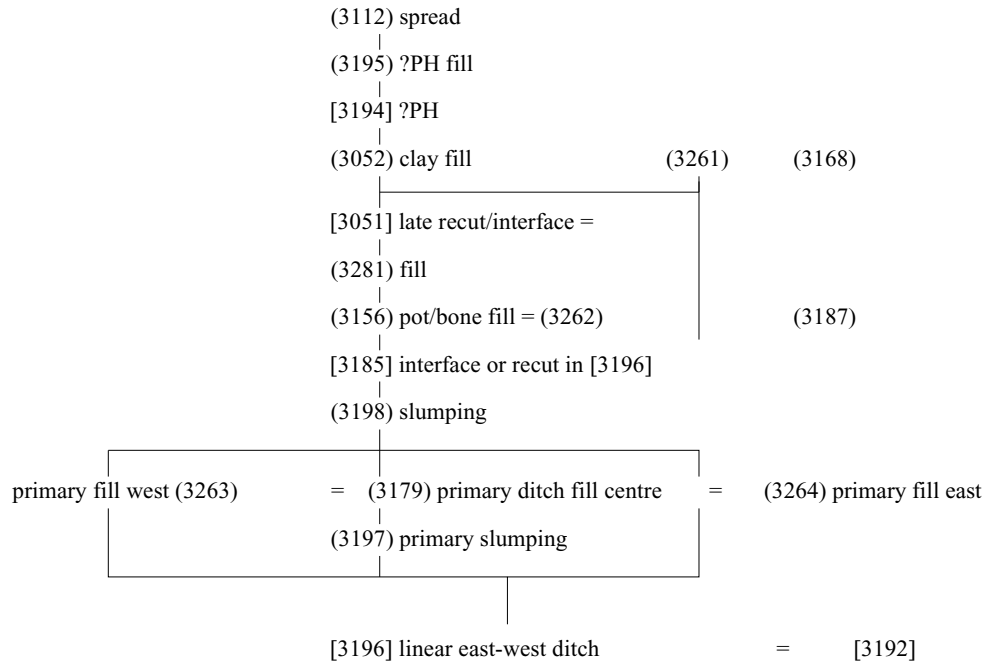 (3112) spread
(3195) ?PH fill
[3194] ?PH
(3052) clay fill (3261) (3168)
[3051] late recut/interface =
(3281) fill
(3156) pot/bone fill = (3262) (3187)
[3185] interface or recut in [3196]
(3198) slumping
primary fill west (3263) = (3179) primary ditch fill centre = (3264) primary fill east
(3197) primary slumping
[3196] linear east-west ditch = [3192]